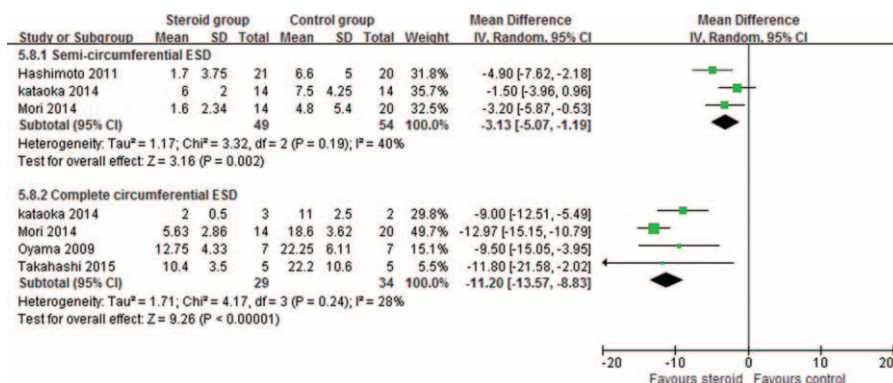 Steroid group Control group Mean Difference Mean Difference
Study or Subgroup Mean SD Total Mean SD Total Weight IV, Random, 95% CI IV, Random, 95% CI
5.8.1 Semi-circumferential ESD
Hashimoto 2011 1.7 3.75 21 6.6 5 20 31.8% -4.90 [-7.62, -2.18]
kataoka 2014 6 2 14 7.5 4.25 14 35.7% -1.50 [-3.96, 0.96]
Mori 2014 1.6 2.34 14 4.8 5.4 20 32.5% -3.20 [-5.87, -0.53]
Subtotal (95% CI) 49 54 100.0% -3.13 [-5.07, -1.19]
Heterogeneity: Tau² = 1.17; Chi² = 3.32, df = 2 (P = 0.19); I² = 40%
Test for overall effect: Z = 3.16 (P = 0.002)
5.8.2 Complete circumferential ESD
kataoka 2014 2 0.5 3 11 2.5 2 29.8% -9.00 [-12.51, -5.49]
Mori 2014 5.63 2.86 14 18.6 3.62 20 49.7% -12.97 [-15.15, -10.79]
Oyama 2009 12.75 4.33 7 22.25 6.11 7 15.1% -9.50 [-15.05, -3.95]
Takahashi 2015 10.4 3.5 5 22.2 10.6 5 5.5% -11.80 [-21.58, -2.02]
Subtotal (95% CI) 29 34 100.0% -11.20 [-13.57, -8.83]
Heterogeneity: Tau² = 1.71; Chi² = 4.17, df = 3 (P = 0.24); I² = 28%
Test for overall effect: Z = 9.26 (P < 0.00001)
-20 -10 0 10 20
Favours steroid Favours control